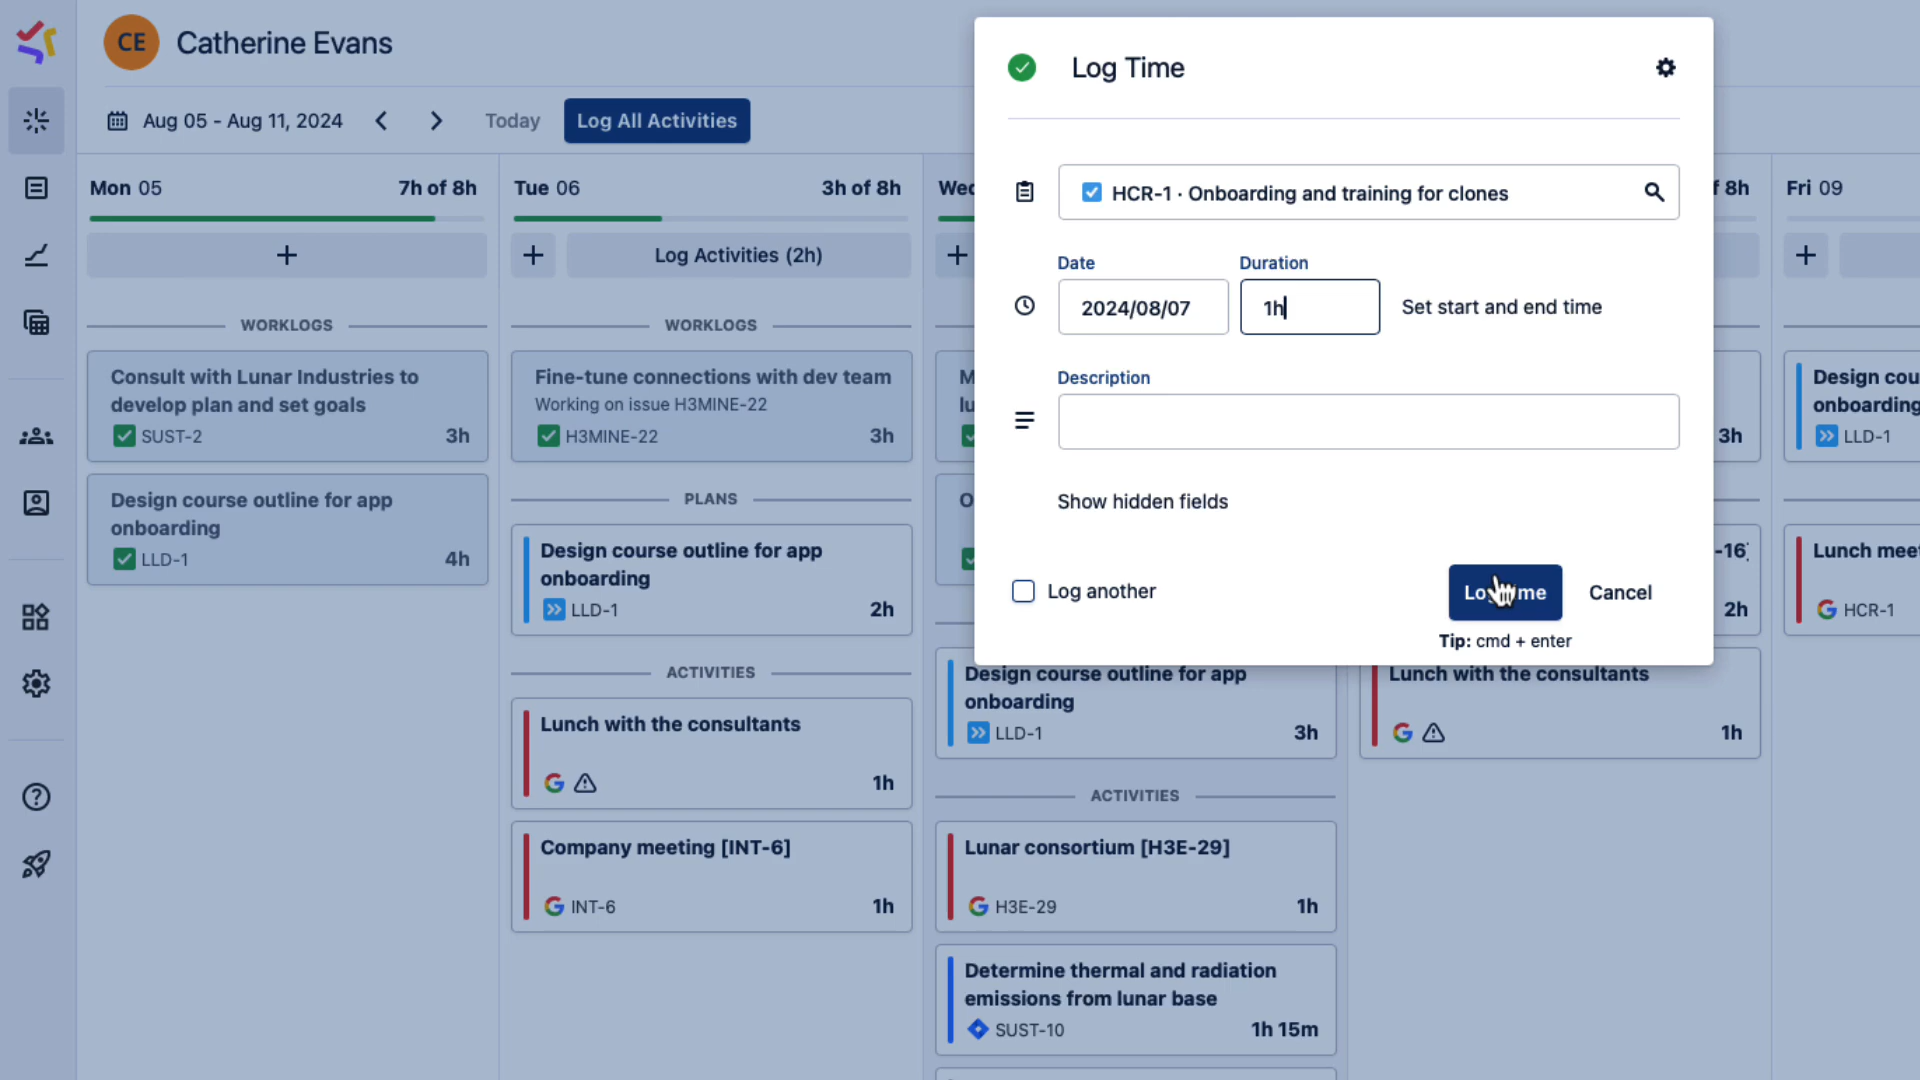 CE
Catherine Evans
Aug 05 - Aug 11, 2024
Today
Log All Activities
Mon 05
7h of 8h
WORKLOGS
Consult with Lunar Industries to
develop plan and set goals
SUST-2
3h
Design course outline for app
onboarding
LLD-1
4h
Tue 06
3h of 8h
Log Activities (2h)
WORKLOGS
Fine-tune connections with dev team
Working on issue H3MINE-22
H3MINE-22
3h
PLANS
Design course outline for app
onboarding
LLD-1
2h
ACTIVITIES
Lunch with the consultants
1h
Company meeting [INT-6]
INT-6
1h
Design course outline for app
onboarding
LLD-1
3h
ACTIVITIES
Lunar consortium [H3E-29]
H3E-29
1h
Determine thermal and radiation
emissions from lunar base
SUST-10
1h 15m
8h
3h
2h
Lunch with the consultants
1h
Fri 09
LLD-1
Lunch
HCR-1
Design
onboarding
Log Time
HCR-1 · Onboarding and training for clones
Date
Duration
2024/08/07
1h
Set start and end time
Description
Show hidden fields
Log another
Cancel
Tip: cmd + enter